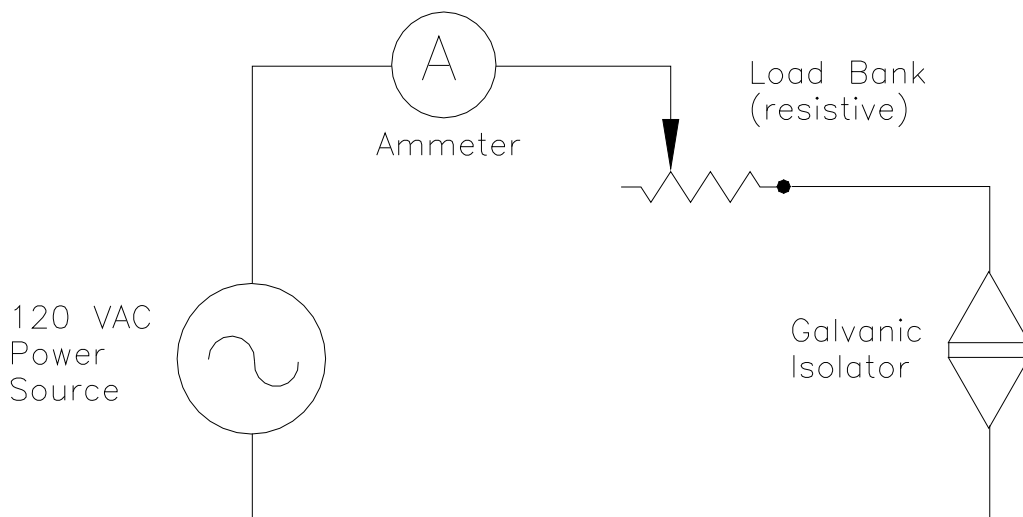 A
Ammeter
Load Bank
(resistive)
120 VAC
Power
Source
Galvanic
Isolator